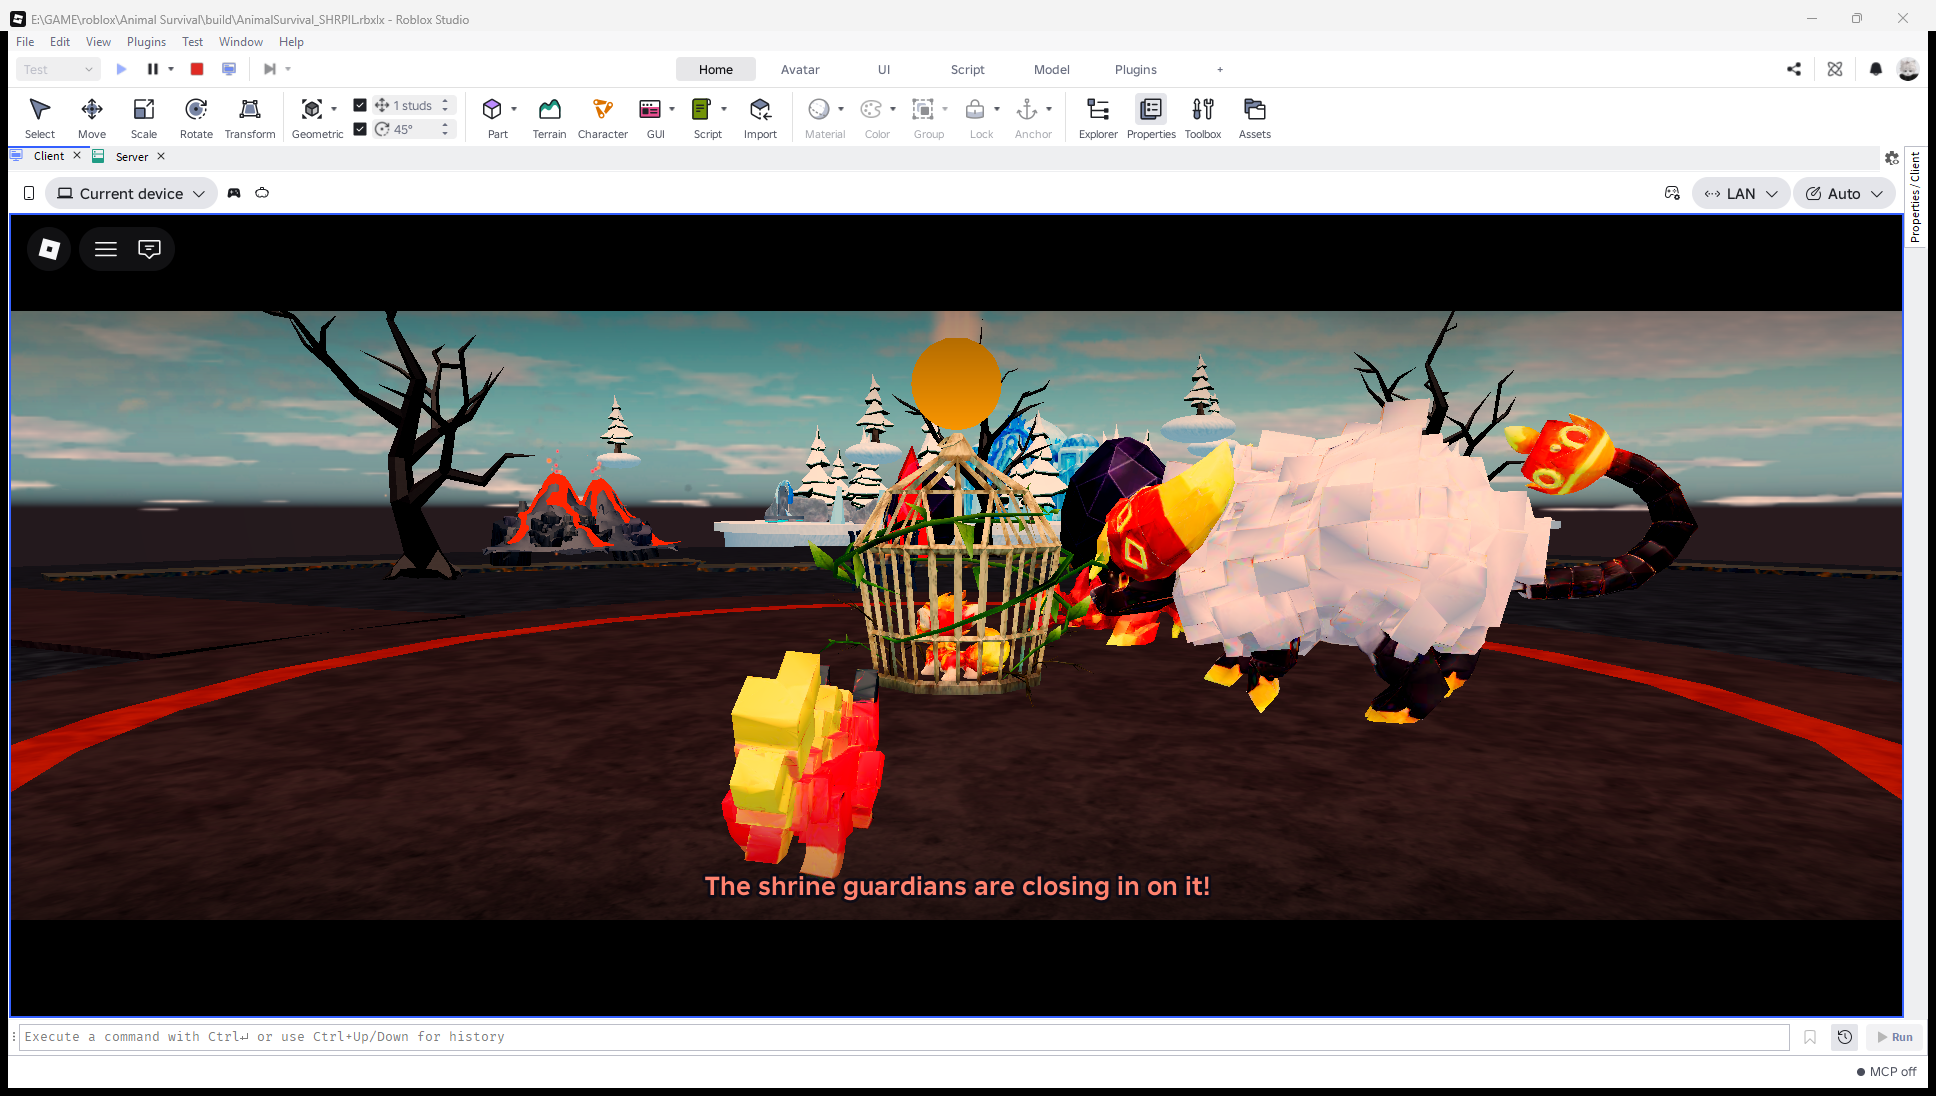 E:\GAME\roblox\Animal Survival\build\AnimalSurvival_SHRPIL.rbxlx - Roblox Studio
File Edit View Plugins Test Window Help
Test
Home Avatar UI Script Model Plugins +
Select Move Scale Rotate Transform Geometric 1 studs 45° Part Terrain Character GUI Script Import Material Color Group Lock Anchor Explorer Properties Toolbox Assets
Client Server
Properties / Client
Current device LAN Auto
The shrine guardians are closing in on it!
Execute a command with Ctrl↵ or use Ctrl+Up/Down for history
Run
MCP off